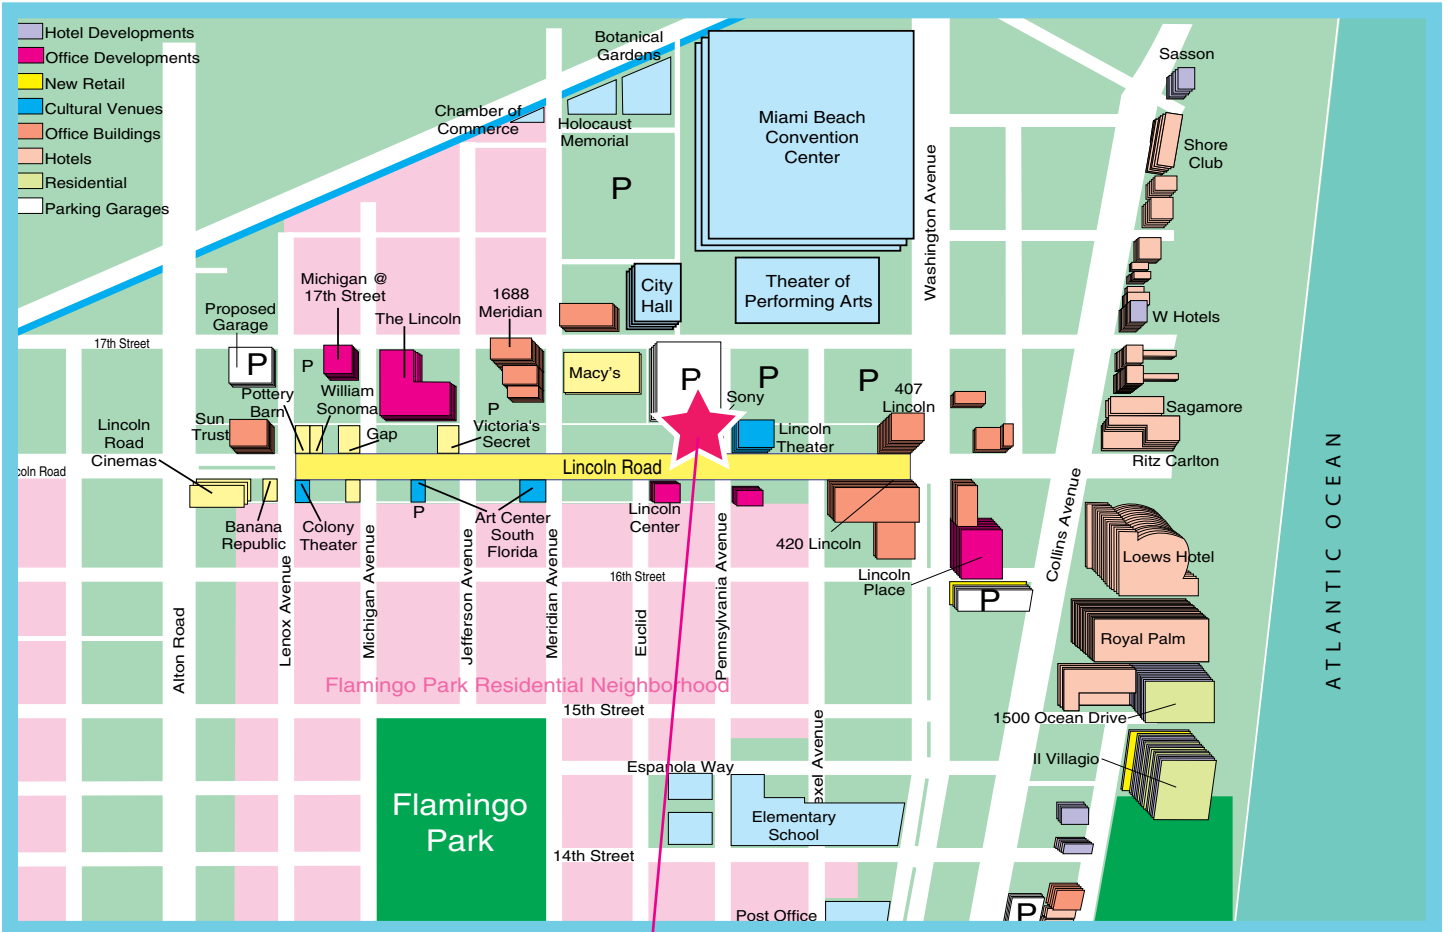 Hotel Developments
Office Developments
New Retail
Cultural Venues
Office Buildings
Hotels
Residential
Parking Garages
Botanical
Gardens
Chamber of
Commerce
Holocaust
Memorial
P
Miami Beach
Convention
Center
Washington Avenue
Sasson
Shore
Club
City
Hall
Theater of
Performing Arts
W Hotels
Michigan @
17th Street
The Lincoln
1688
Meridian
Proposed
Garage
17th Street
P
P
Pottery
Barn
William
Sonoma
Macy's
P
P
P
Sony
407
Lincoln
Sagamore
Ritz Carlton
Lincoln
Road
Cinemas
Sun
Trust
Gap
P
Victoria's
Secret
Lincoln
Theater
coln Road
Lincoln Road
Banana
Republic
Colony
Theater
P
Art Center
South
Florida
Lincoln
Center
420 Lincoln
Lincoln
Place
P
Collins Avenue
Loews Hotel
ATLANTIC OCEAN
16th Street
Alton Road
Lenox Avenue
Michigan Avenue
Jefferson Avenue
Meridian Avenue
Euclid
Pennsylvania Avenue
Royal Palm
Flamingo Park Residential Neighborhood
15th Street
1500 Ocean Drive
Il Villagio
exel Avenue
Espanola Way
Flamingo
Park
Elementary
School
14th Street
Post Office
P